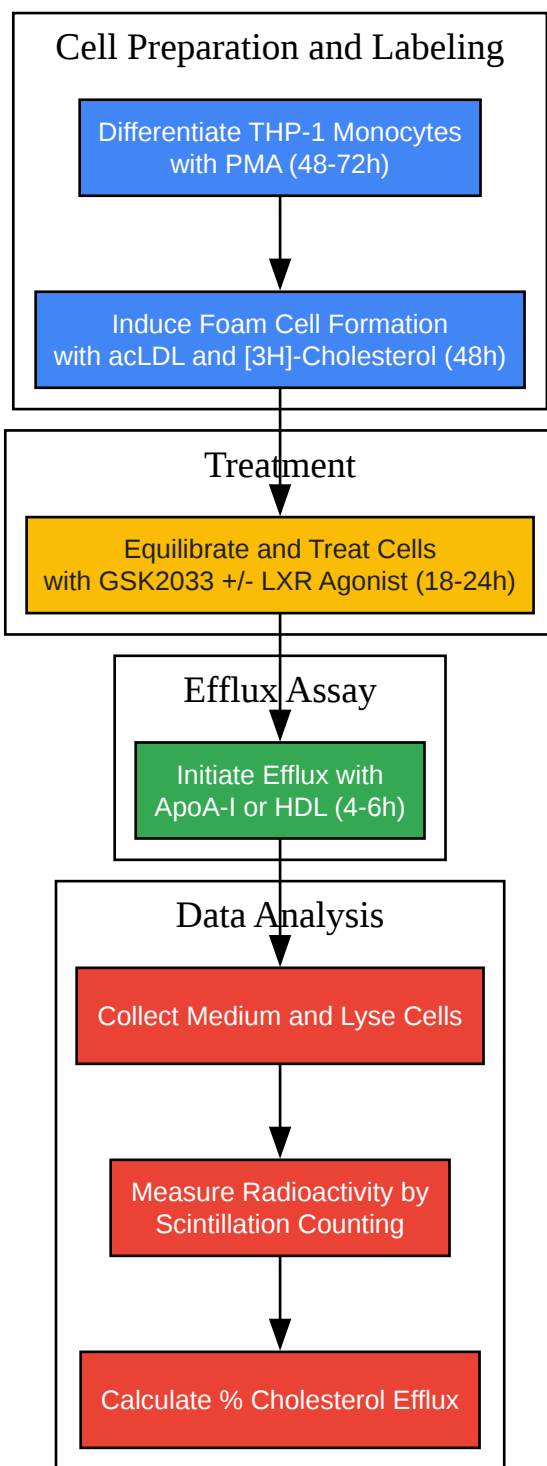 Cell Preparation and Labeling
Differentiate THP-1 Monocytes
with PMA (48-72h)
Induce Foam Cell Formation
with acLDL and [3H]-Cholesterol (48h)
Treatment
Equilibrate and Treat Cells
with GSK2033 +/- LXR Agonist (18-24h)
Efflux Assay
Initiate Efflux with
ApoA-I or HDL (4-6h)
Data Analysis
Collect Medium and Lyse Cells
Measure Radioactivity by
Scintillation Counting
Calculate % Cholesterol Efflux